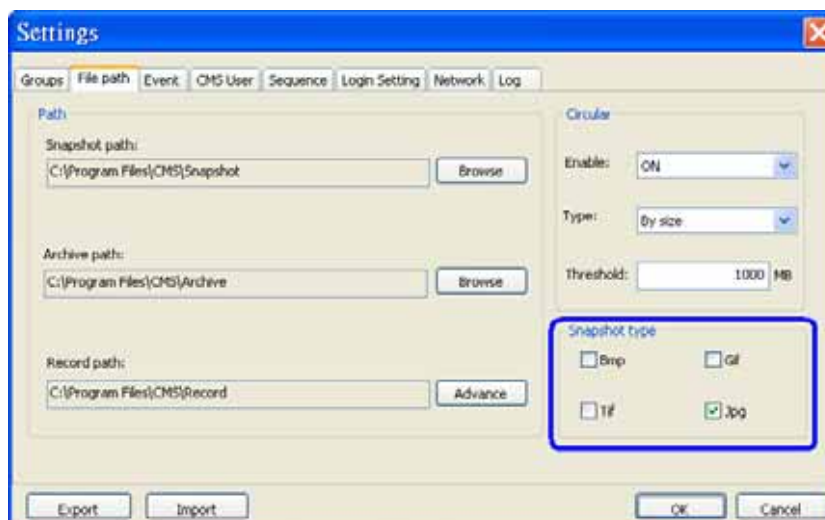 Settings
Groups File path Event CMS User Sequence Login Setting Network Log
Path
Snapshot path:
C:\Program Files\CMS\Snapshot Browse
Archive path:
C:\Program Files\CMS\Archive Browse
Record path:
C:\Program Files\CMS\Record Advance
Circular
Enable: ON
Type: By size
Threshold: 1000 MB
Snapshot type
Bmp Gif
Tif Jpg
Export Import OK Cancel